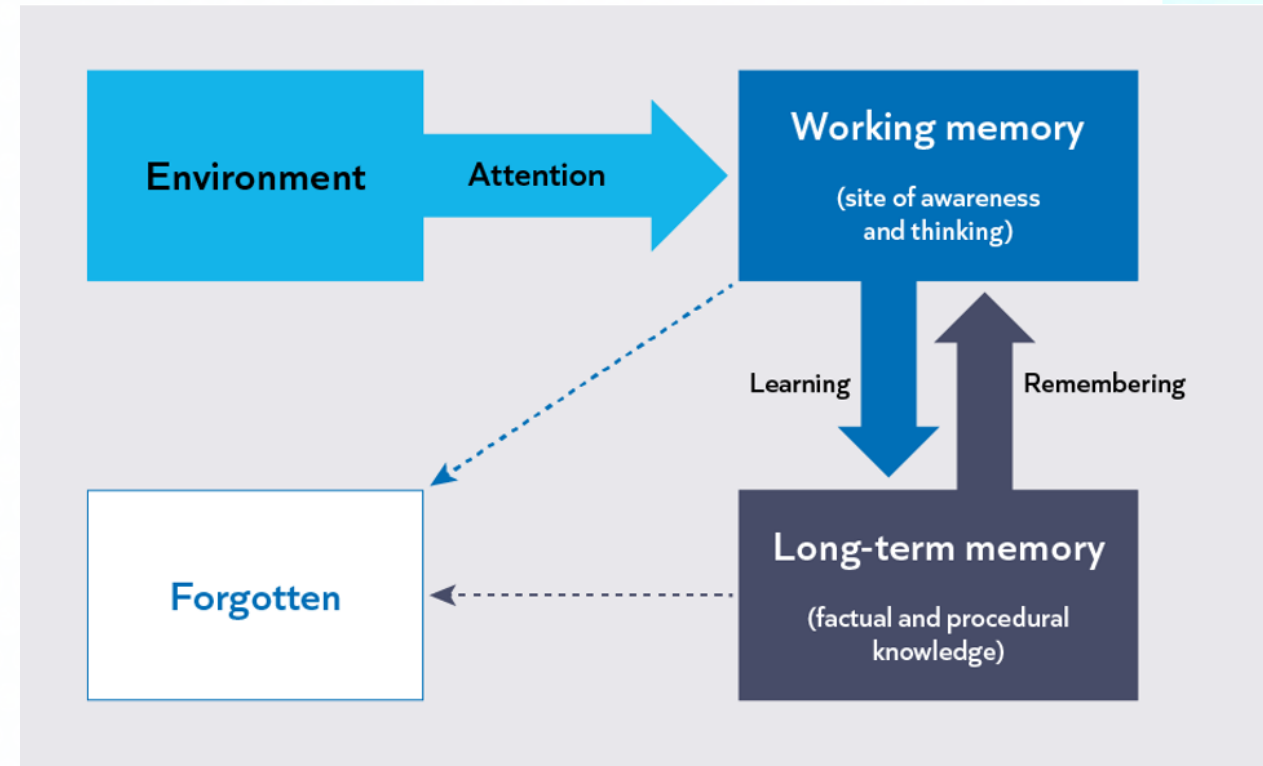 Environment
Attention
Working memory
(site of awareness
and thinking)
Learning
Remembering
Forgotten
Long-term memory
(factual and procedural
knowledge)